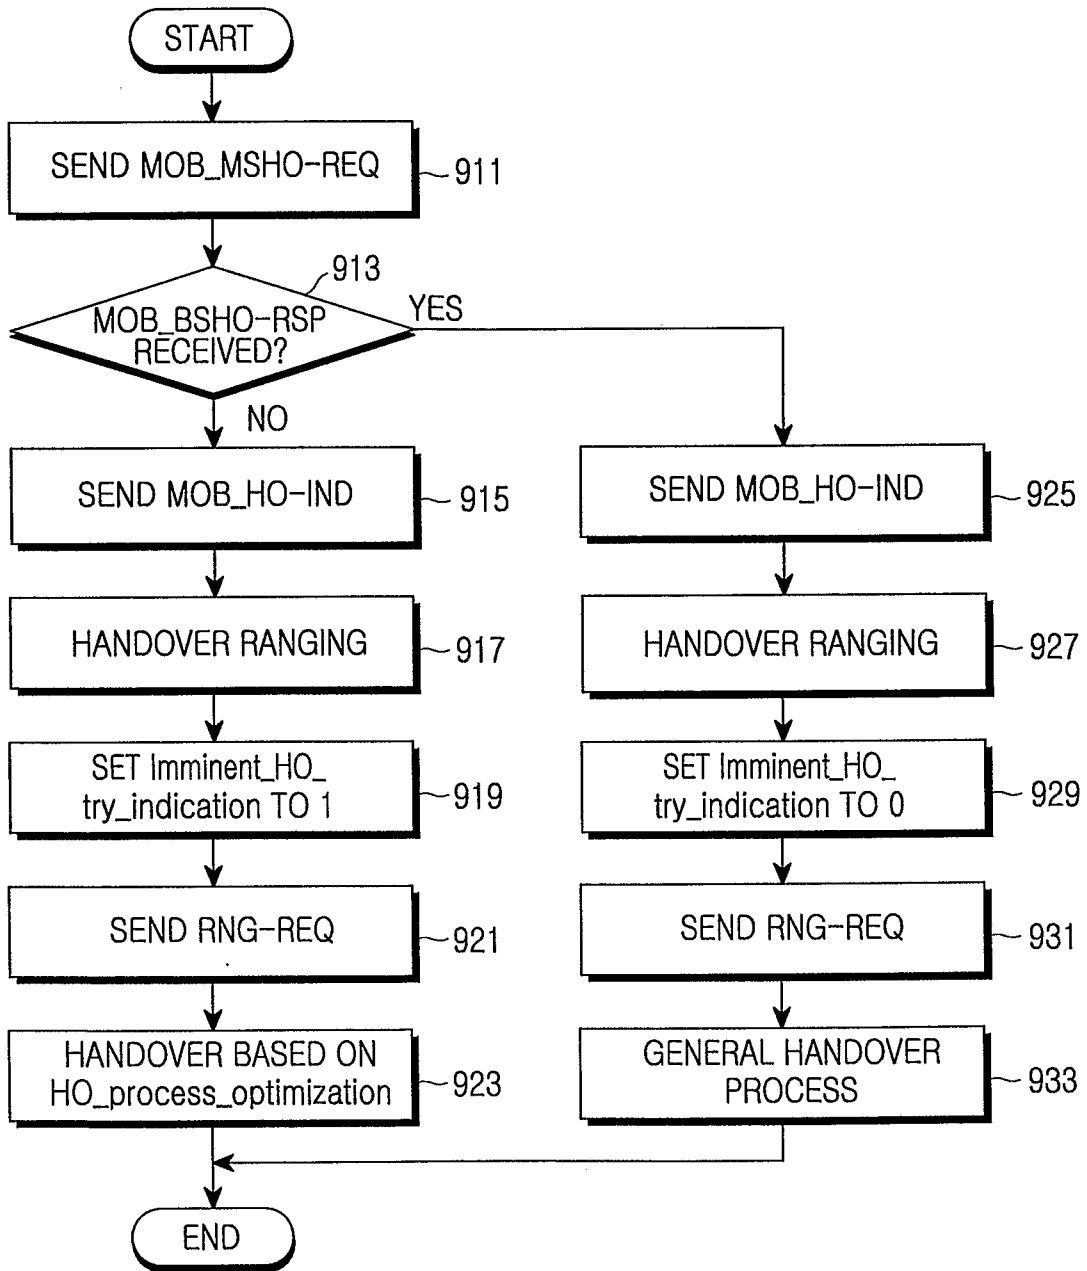 START
SEND MOB_MSHO-REQ
911
913
MOB_BSHO-RSP
RECEIVED?
YES
NO
SEND MOB_HO-IND
915
HANDOVER RANGING
917
SET Imminent_HO_
try_indication TO 1
919
SEND RNG-REQ
921
HANDOVER BASED ON
HO_process_optimization
923
SEND MOB_HO-IND
925
HANDOVER RANGING
927
SET Imminent_HO_
try_indication TO 0
929
SEND RNG-REQ
931
GENERAL HANDOVER
PROCESS
933
END